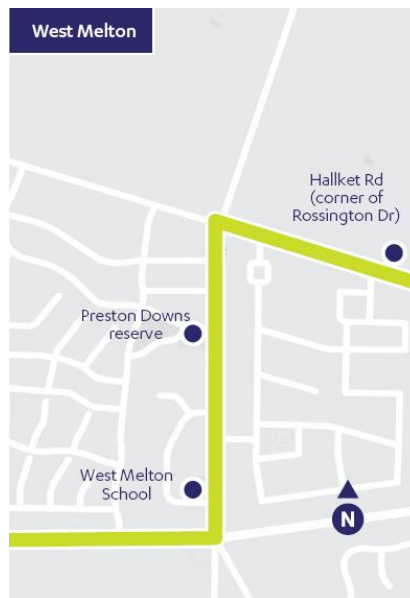 West Melton
Hallket Rd
(corner of
Rossington Dr)
Preston Downs
reserve
West Melton
School
N